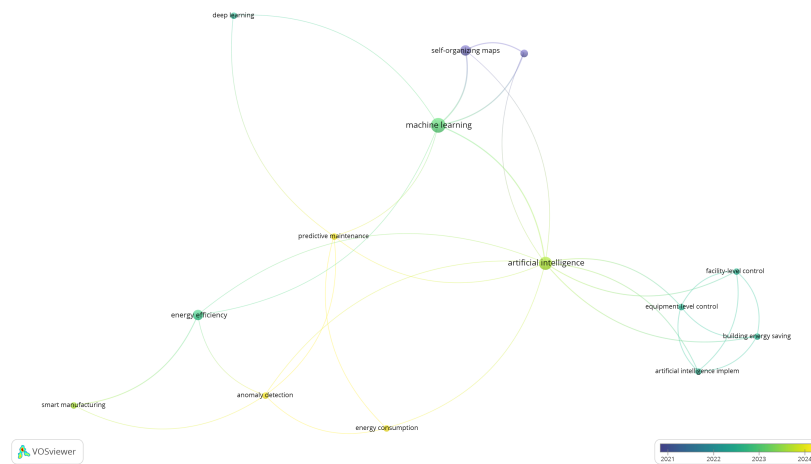 deep learning
self-organizing maps
machine learning
predictive maintenance
artificial intelligence
facility-level control
equipment-level control
energy efficiency
building energy saving
artificial intelligence implem
anomaly detection
smart manufacturing
energy consumption
VOSviewer
2021 2022 2023 2024